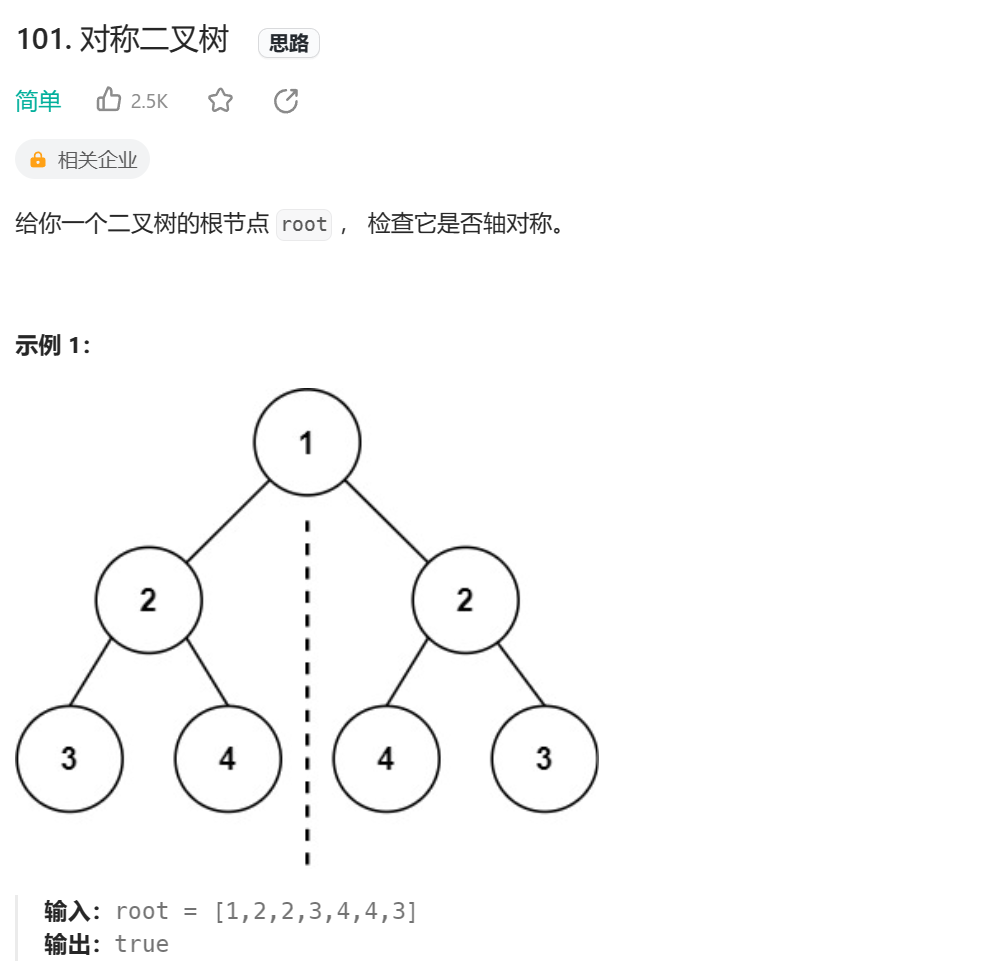 101. 对称二叉树 思路
简单 2.5K
相关企业
给你一个二叉树的根节点 root ， 检查它是否轴对称。
示例 1：
1
2 2
3 4 4 3
输入：root = [1,2,2,3,4,4,3]
输出：true